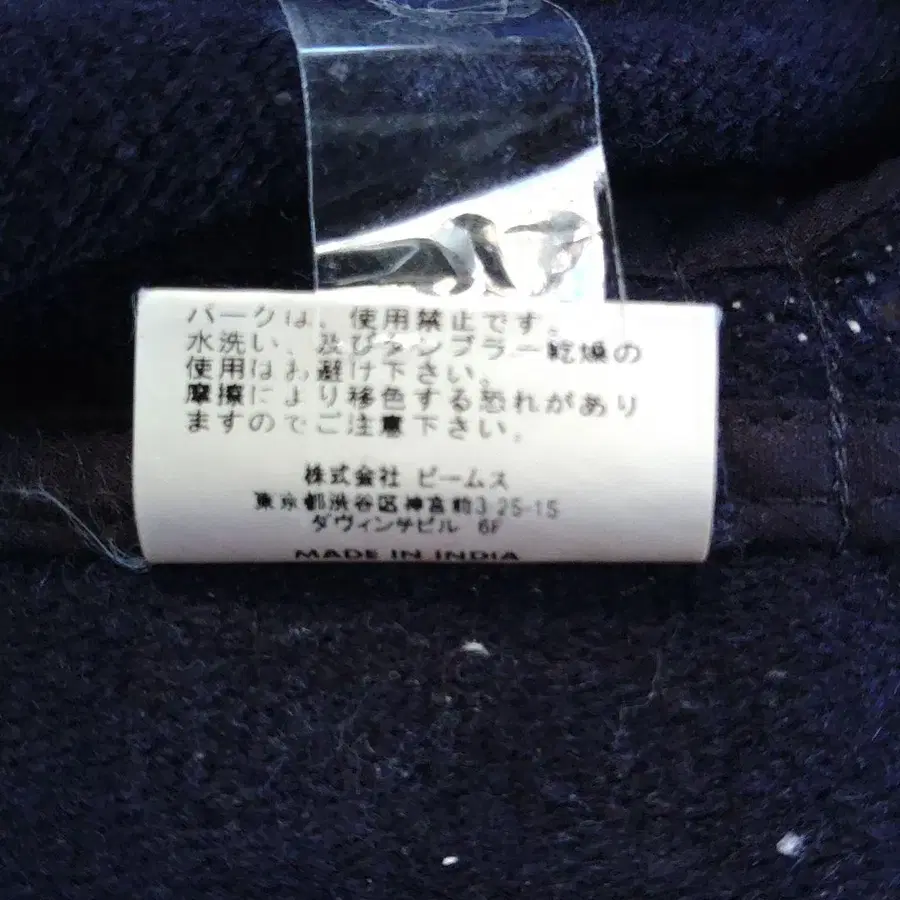 パークは、使用禁止です。
水洗い、及びタンブラー乾燥の
使用はお避け下さい。
摩擦により移色する恐れがあり
ますのでご注意下さい。
株式会社 ビームス
東京都渋谷区神宮前3-25-15
ダヴィンチビル 6F
MADE IN INDIA